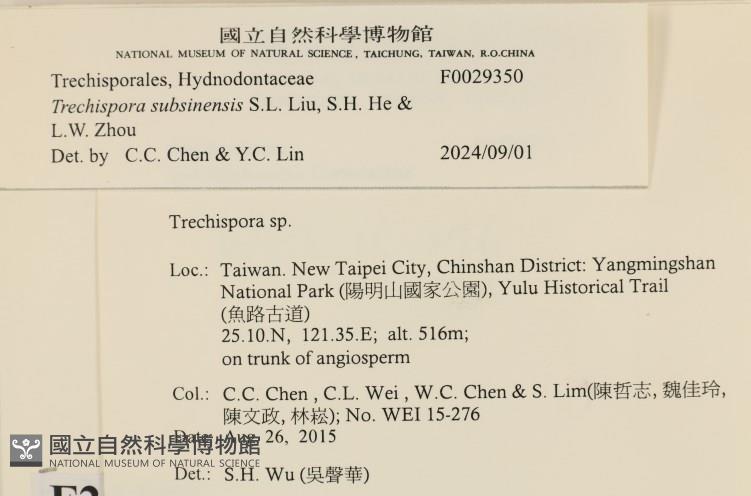 國立自然科學博物館
NATIONAL MUSEUM OF NATURAL SCIENCE, TAICHUNG, TAIWAN, R.O.CHINA
Trechisporales, Hydnodontaceae F0029350
Trechispora subsinensis S.L. Liu, S.H. He &
L.W. Zhou
Det. by C.C. Chen & Y.C. Lin 2024/09/01
Trechispora sp.
Loc.: Taiwan. New Taipei City, Chinshan District: Yangmingshan
National Park (陽明山國家公園), Yulu Historical Trail
(魚路古道)
25.10.N, 121.35.E; alt. 516m;
on trunk of angiosperm
Col.: C.C. Chen , C.L. Wei , W.C. Chen & S. Lim(陳哲志, 魏佳玲,
陳文政, 林崧); No. WEI 15-276
Date: Aug 26, 2015
國立自然科學博物館
NATIONAL MUSEUM OF NATURAL SCIENCE
Det.: S.H. Wu (吳聲華)